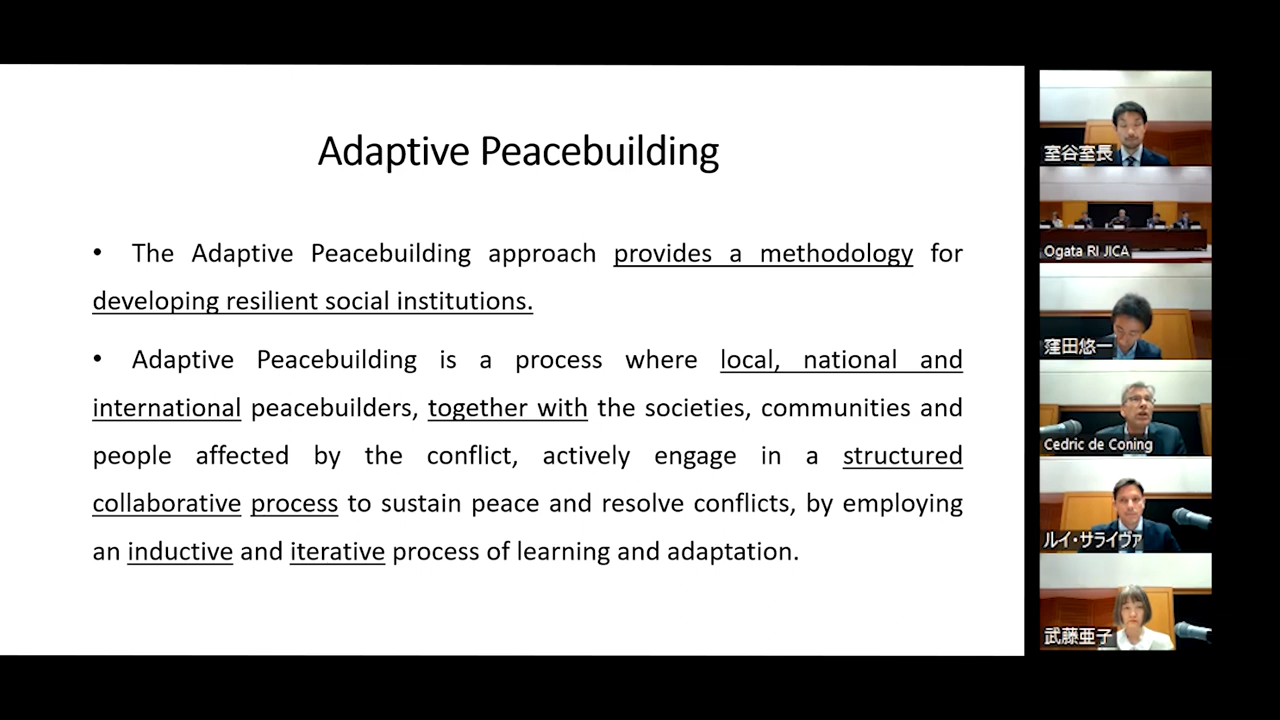 Adaptive Peacebuilding
• The Adaptive Peacebuilding approach provides a methodology for
developing resilient social institutions.
• Adaptive Peacebuilding is a process where local, national and
international peacebuilders, together with the societies, communities and
people affected by the conflict, actively engage in a structured
collaborative process to sustain peace and resolve conflicts, by employing
an inductive and iterative process of learning and adaptation.
室谷室長
Ogata RI JICA
窪田悠一
Cedric de Coning
ルイ・サライヴァ
武藤亜子